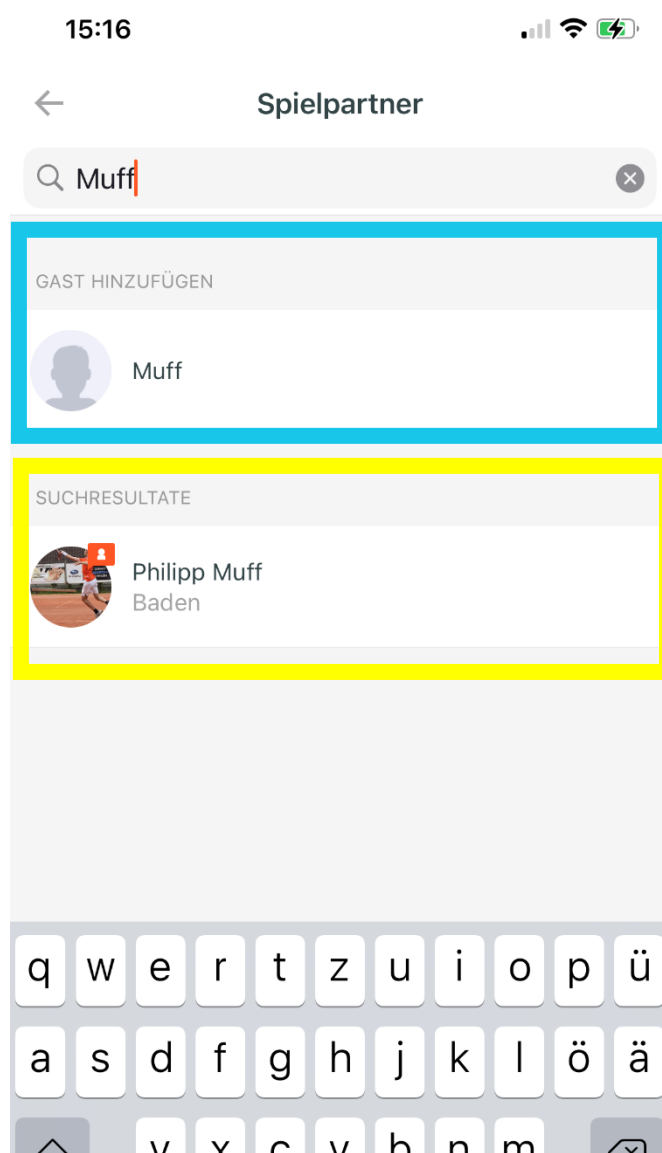 15:16
Spielpartner
Muff
GAST HINZUFÜGEN
Muff
SUCHRESULTATE
Philipp Muff
Baden
q w e r t z u i o p ü
a s d f g h j k l ö ä
y x c v b n m